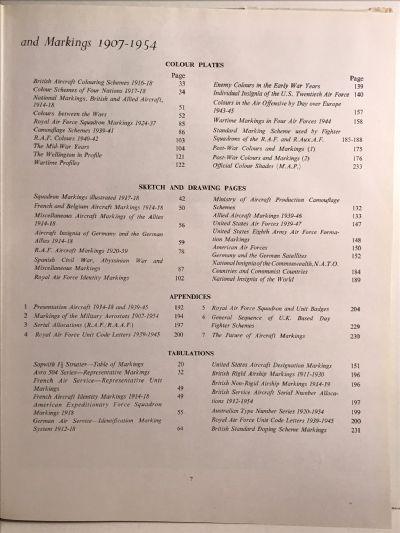 and Markings 1907-1954
COLOUR PLATES
Page
British Aircraft Colouring Schemes 1916-18 33
Colour Schemes of Four Nations 1917-18 34
National Markings, British and Allied Aircraft,
1914-18 51
Colours between the Wars 52
Royal Air Force Squadron Markings 1924-37 85
Camouflage Schemes 1939-41 86
R.A.F. Colours 1940-42 103
The Mid-War Years 104
The Wellington in Profile 121
Wartime Profiles 122
Page
Enemy Colours in the Early War Years 139
Individual Insignia of the U.S. Twentieth Air Force 140
Colours in the Air Offensive by Day over Europe
1943-45 157
Wartime Markings in Four Air Forces 1944 158
Standard Marking Scheme used by Fighter
Squadrons of the R.A.F. and R.Aux.A.F. 185-188
Post-War Colours and Markings (1) 175
Post-War Colours and Markings (2) 176
Official Colour Shades (M.A.P.) 233
SKETCH AND DRAWING PAGES
Squadron Markings illustrated 1917-18 42
French and Belgian Aircraft Markings 1914-18 50
Miscellaneous Aircraft Markings of the Allies
1914-18 56
Aircraft Insignia of Germany and the German
Allies 1914-18 59
R.A.F. Aircraft Markings 1920-39 78
Spanish Civil War, Abyssinian War and
Miscellaneous Markings 87
Royal Air Force Identity Markings 102
Ministry of Aircraft Production Camouflage
Schemes 132
Allied Aircraft Markings 1939-46 133
United States Air Forces 1939-47 147
United States Eighth Army Air Force Forma-
tion Markings 148
American Air Forces 150
Germany and the German Satellites 152
National Insignia of the Commonwealth, N.A.T.O.
Countries and Communist Countries 184
National Insignia of the World 189
APPENDICES
1 Presentation Aircraft 1914-18 and 1939-45 192
2 Markings of the Military Aerostats 1907-1954 194
3 Serial Allocations (R.A.F./R.A.A.F.) 197
4 Royal Air Force Unit Code Letters 1939-1945 200
5 Royal Air Force Squadron and Unit Badges 204
6 General Sequence of U.K. Based Day
Fighter Schemes 229
7 The Future of Aircraft Markings 230
TABULATIONS
Sopwith 1½ Strutter—Table of Markings 20
Avro 504 Series—Representative Markings 32
French Air Service—Representative Unit
Markings 49
French Aircraft Identity Markings 1914-18 49
American Expeditionary Force Squadron
Markings 1918 55
German Air Service—Identification Marking
System 1912-18 64
United States Aircraft Designation Markings 151
British Rigid Airship Markings 1911-1930 196
British Non-Rigid Airship Markings 1914-19 196
British Service Aircraft Serial Number Alloca-
tions 1912-1954 197
Australian Type Number Series 1920-1954 199
Royal Air Force Unit Code Letters 1939-1945 200
British Standard Doping Scheme Markings 231
7